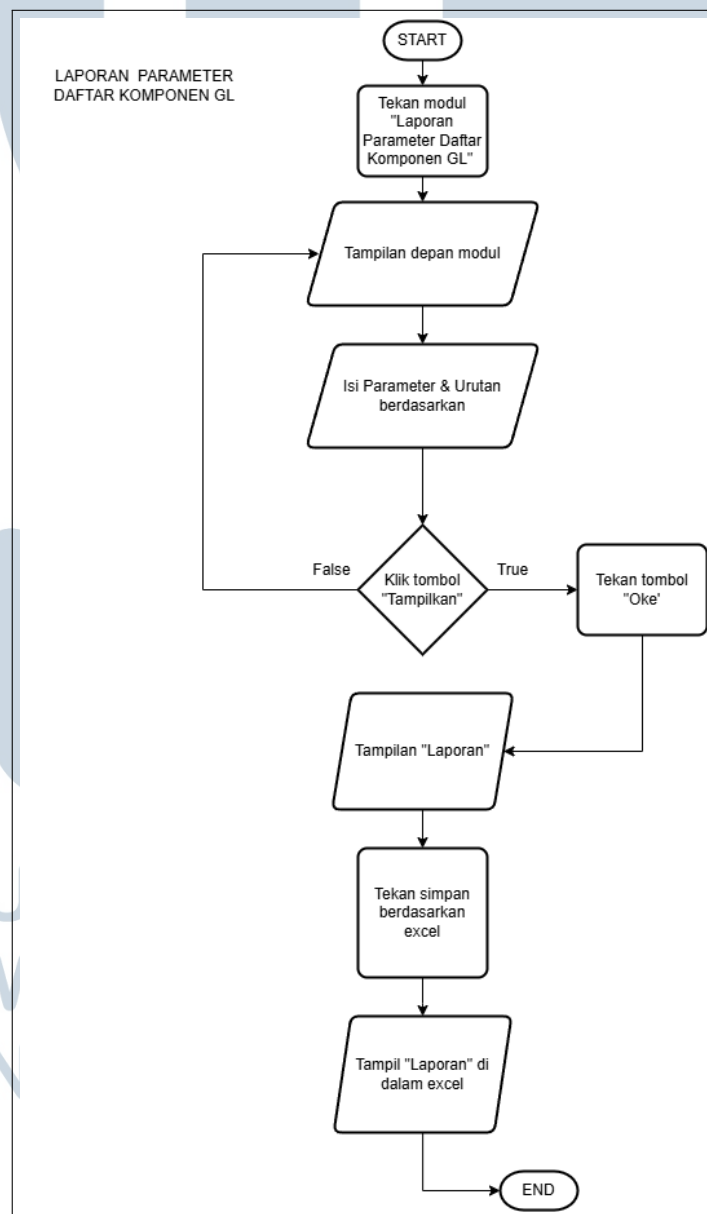 START
LAPORAN PARAMETER
DAFTAR KOMPONEN GL
Tekan modul
"Laporan
Parameter Daftar
Komponen GL"
Tampilan depan modul
Isi Parameter & Urutan
berdasarkan
False
Klik tombol
"Tampilkan"
True
Tekan tombol
"Oke'
Tampilan "Laporan"
Tekan simpan
berdasarkan
excel
Tampil "Laporan" di
dalam excel
END